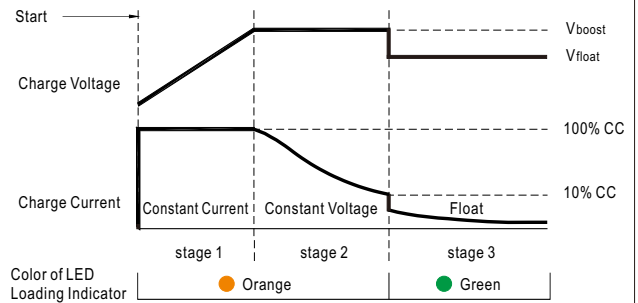 Start
Vboost
Vfloat
Charge Voltage
100% CC
10% CC
Charge Current
Constant Current
Constant Voltage
Float
stage 1
stage 2
stage 3
Color of LED
Loading Indicator
Orange
Green